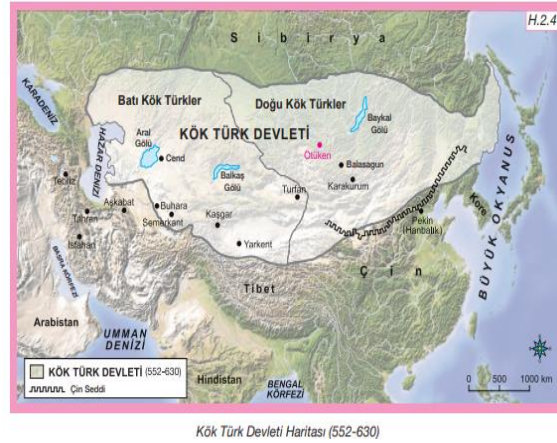 H.2.4
Sibirya
KARADENİZ
Batı Kök Türkler
Doğu Kök Türkler
Baykal
Gölü
HAZAR DENİZİ
Aral
Gölü
Cend
KÖK TÜRK DEVLETİ
Ötüken
Balkaş
Gölü
Balasagun
Karakurum
Tiflis
Turfan
Aşkabat
Buhara
Semerkant
Kaşgar
Tahran
İsfahan
Yarkent
Pekin
(Hanbalık)
Kore
BÜYÜK OKYANUS
BASRA KÖRFEZİ
Çin
Tibet
Arabistan
UMMAN
DENİZİ
Hindistan
BENGAL
KÖRFEZİ
KÖK TÜRK DEVLETİ (552-630)
Çin Seddi
0 500 1000 km
Kök Türk Devleti Haritası (552-630)